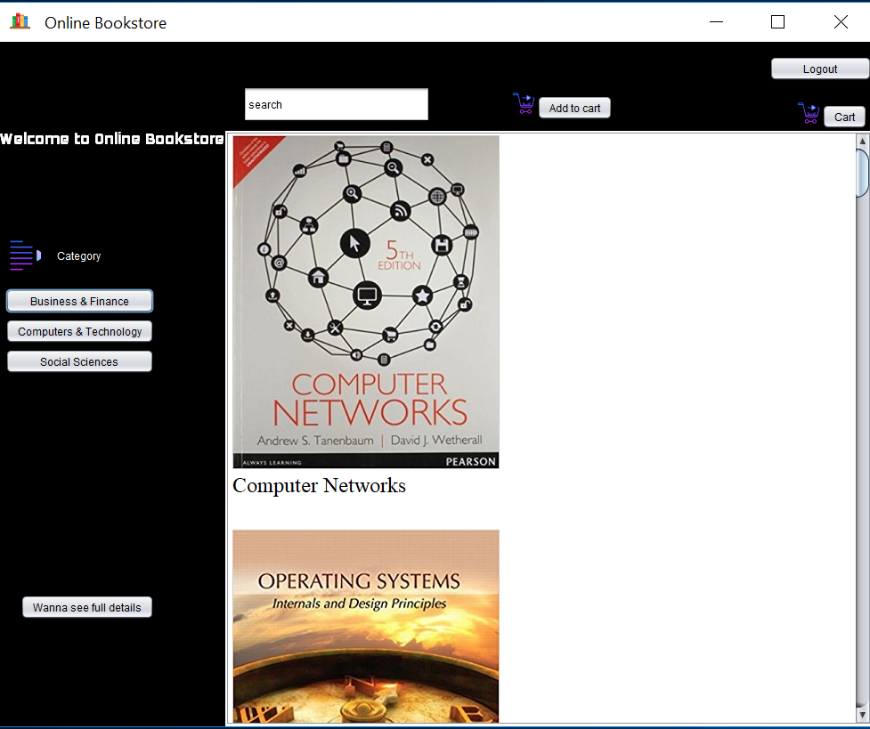 Online Bookstore
Logout
search
Add to cart
Cart
Welcome to Online Bookstore
Category
Business & Finance
Computers & Technology
Social Sciences
Wanna see full details
5TH
EDITION
COMPUTER
NETWORKS
Andrew S. Tanenbaum | David J. Wetherall
ALWAYS LEARNING
PEARSON
Computer Networks
OPERATING SYSTEMS
Internals and Design Principles